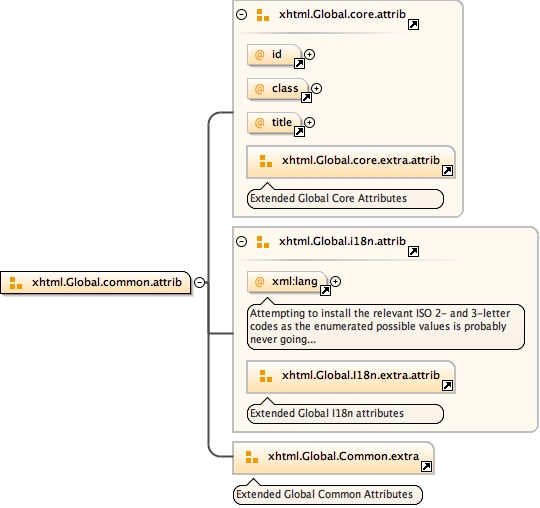 xhtml.Global.core.attrib
@ id
@ class
@ title
xhtml.Global.core.extra.attrib
Extended Global Core Attributes
xhtml.Global.i18n.attrib
xhtml.Global.common.attrib
@ xml:lang
Attempting to install the relevant ISO 2- and 3-letter
codes as the enumerated possible values is probably
never going...
xhtml.Global.I18n.extra.attrib
Extended Global I18n attributes
xhtml.Global.Common.extra
Extended Global Common Attributes